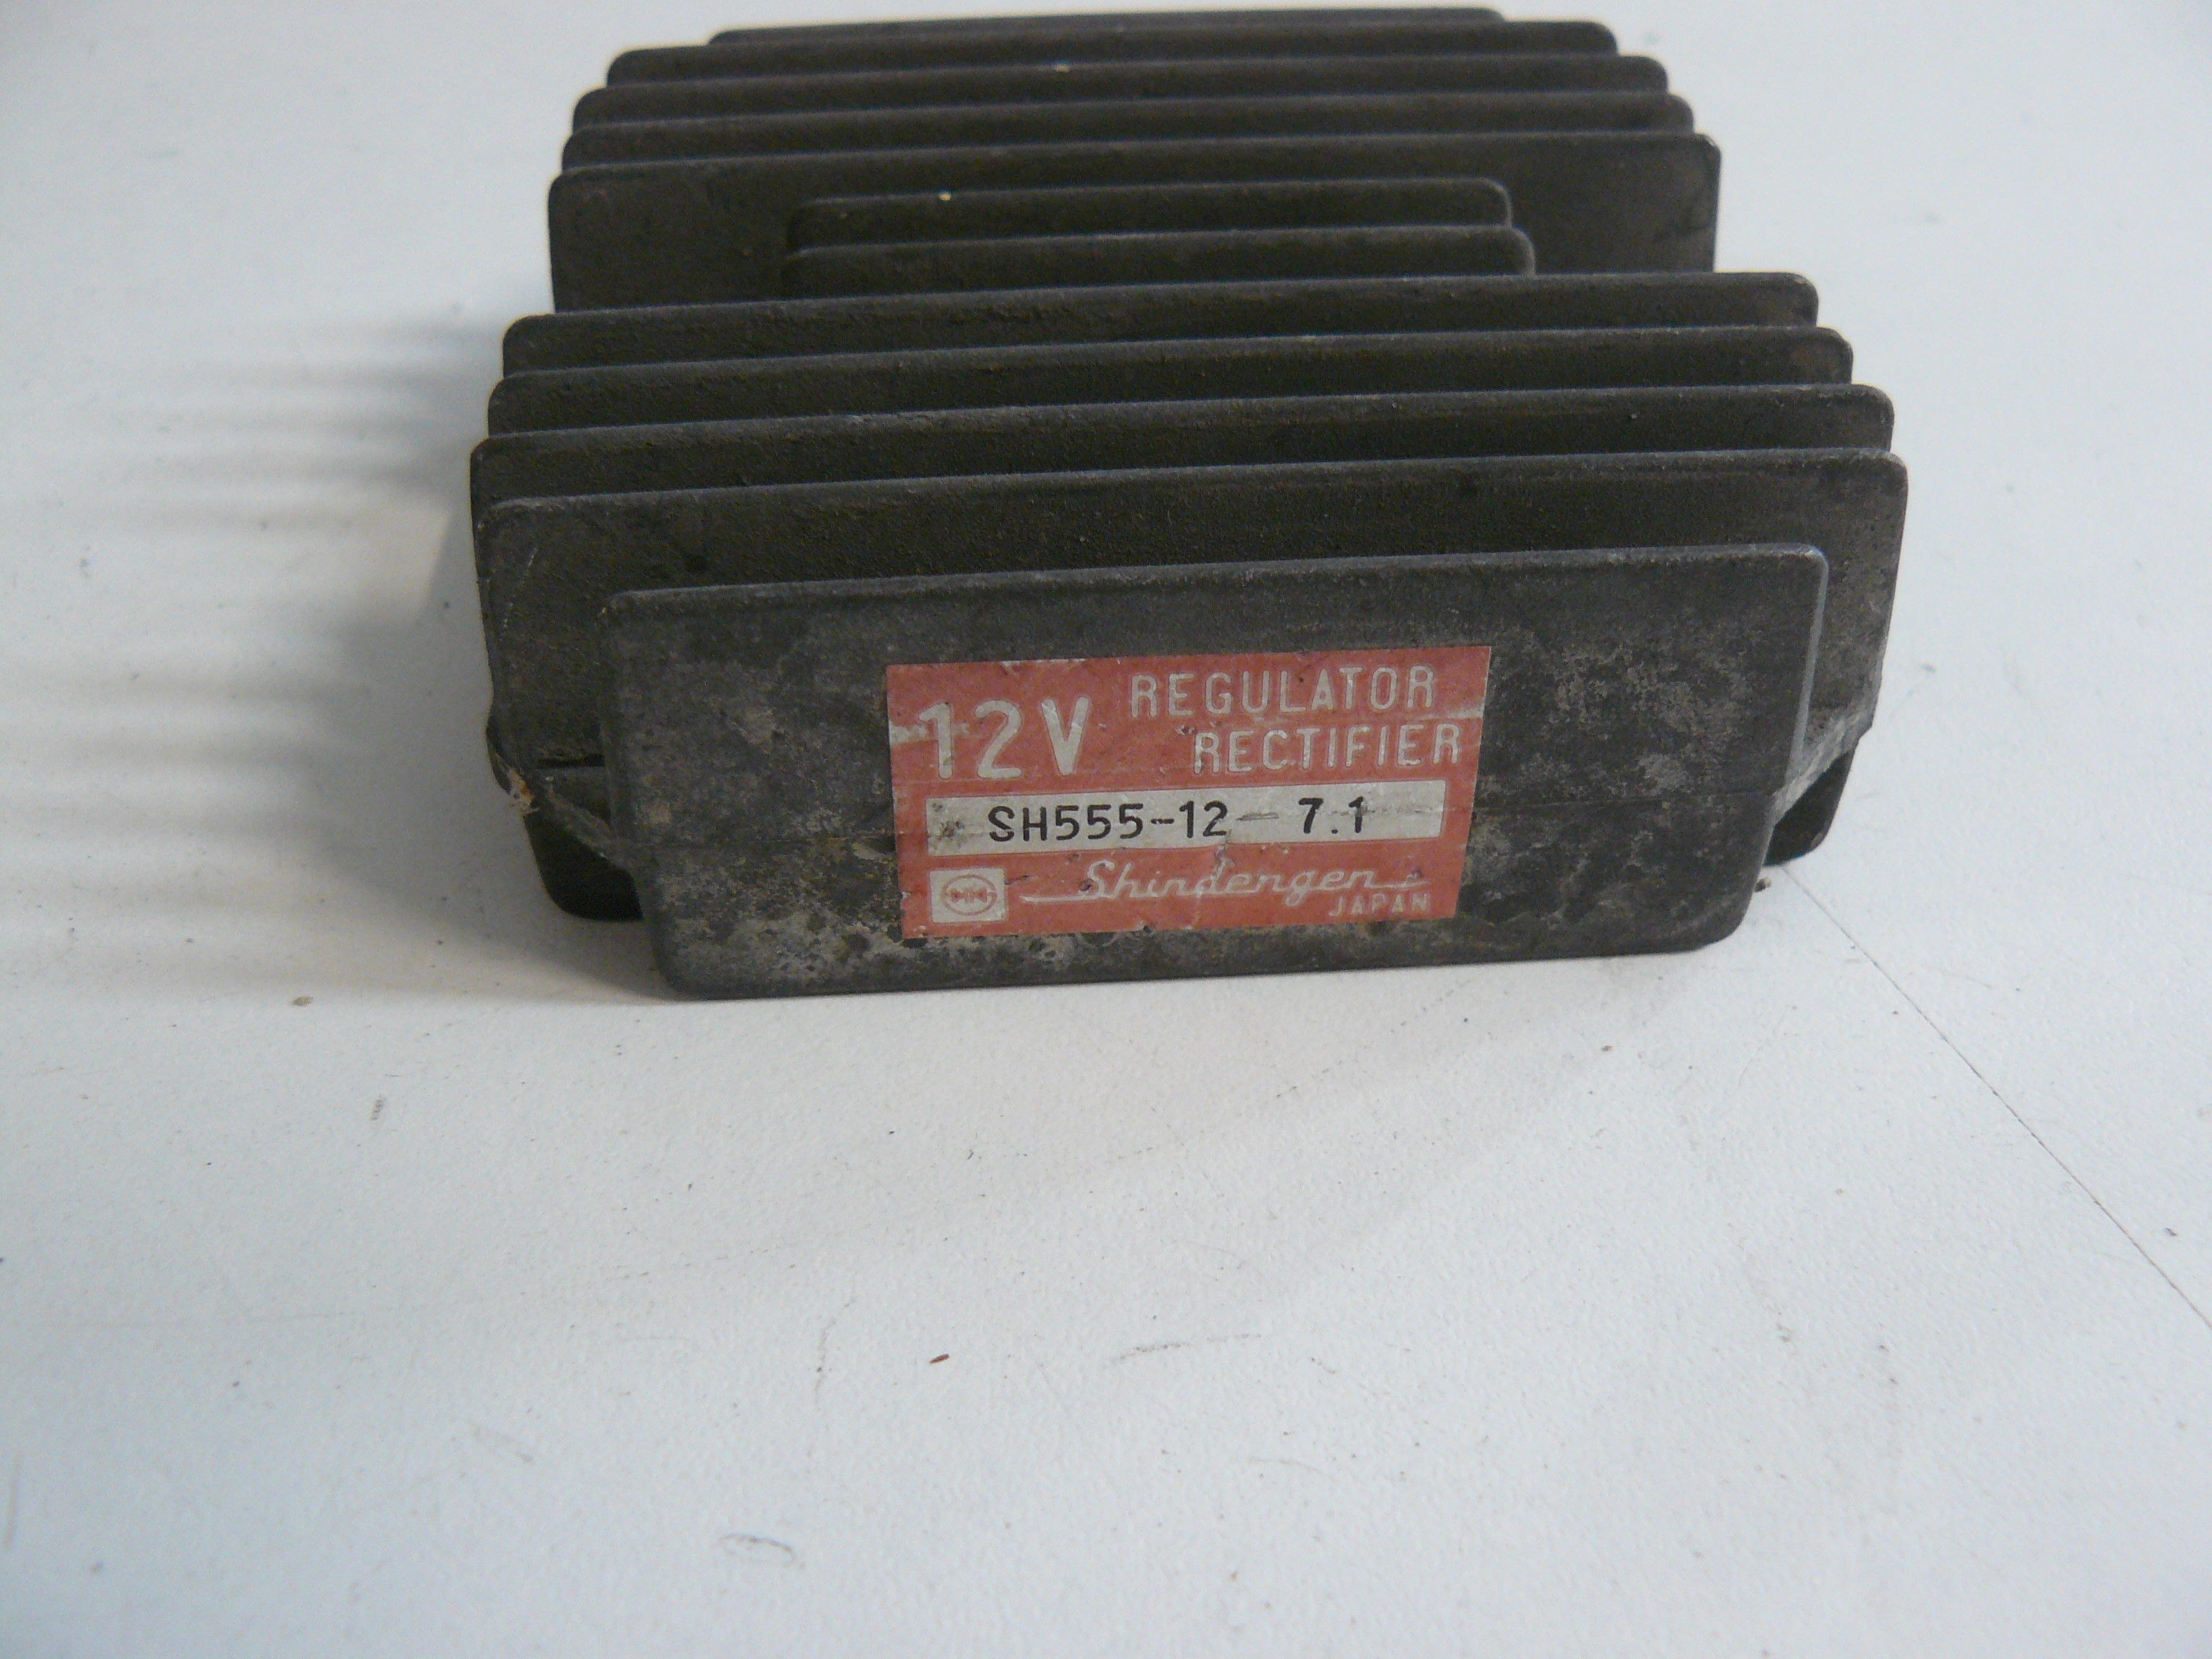 12V REGULATOR
RECTIFIER
SH555-12 - 7.1
Shindengen
JAPAN